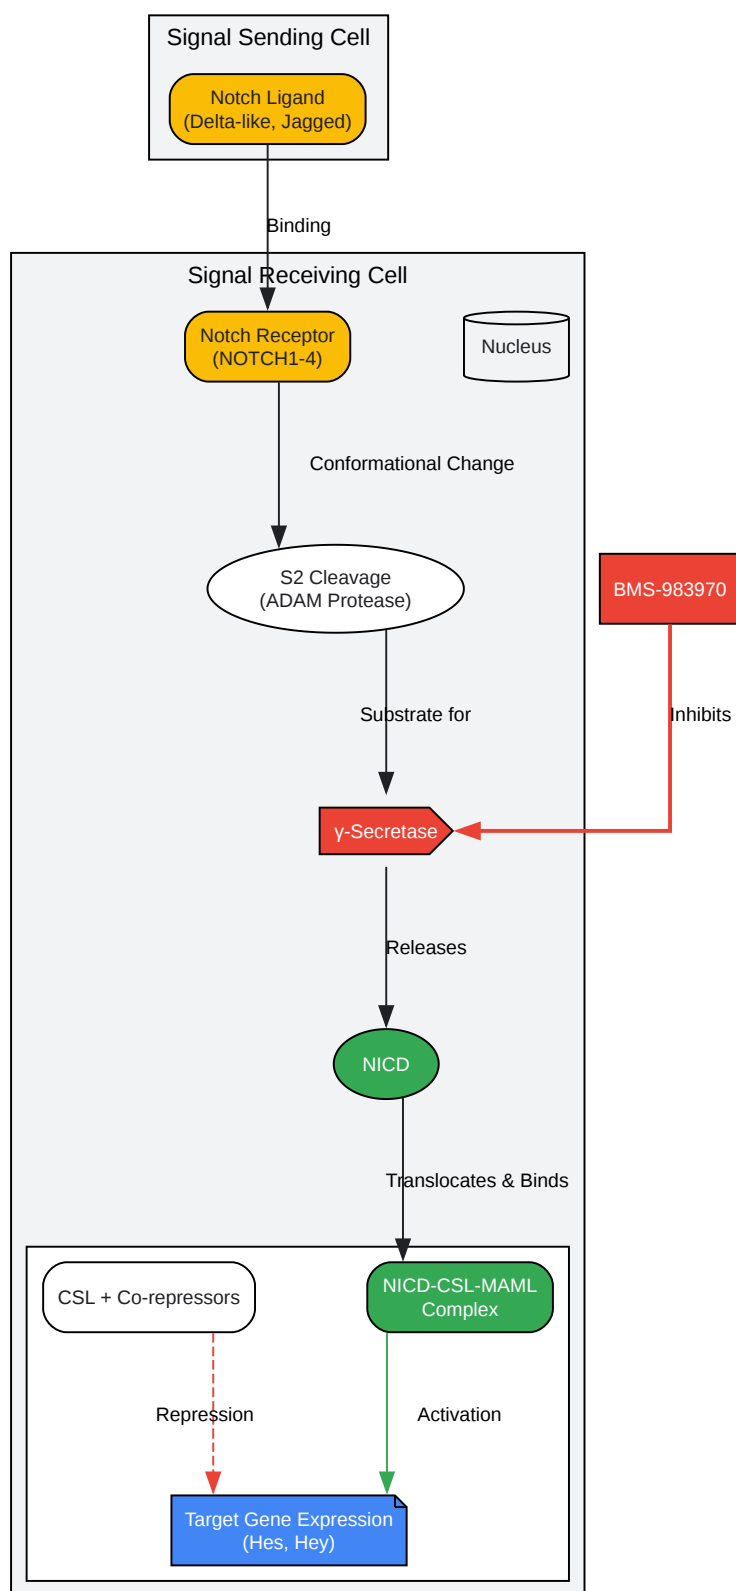 Signal Sending Cell
Notch Ligand
(Delta-like, Jagged)
Binding
Signal Receiving Cell
Notch Receptor
(NOTCH1-4)
Nucleus
Conformational Change
S2 Cleavage
(ADAM Protease)
BMS-983970
Substrate for
Inhibits
γ-Secretase
Releases
NICD
Translocates & Binds
CSL + Co-repressors
NICD-CSL-MAML
Complex
Repression
Activation
Target Gene Expression
(Hes, Hey)